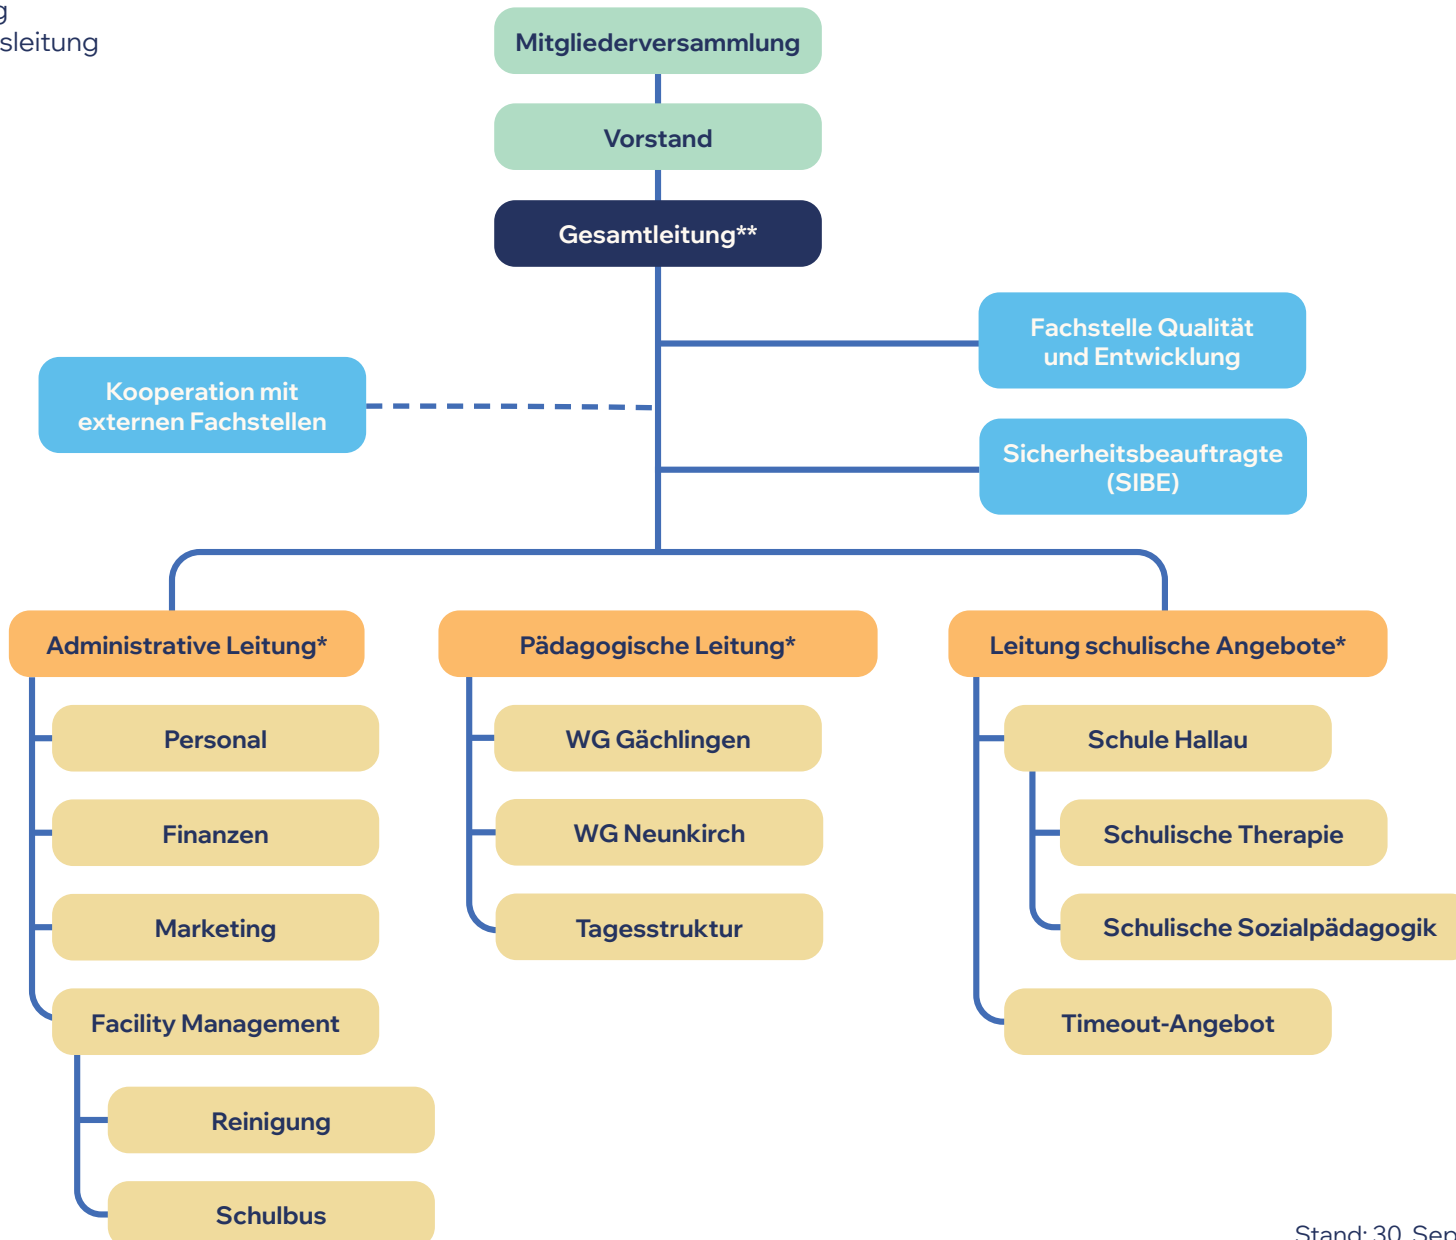 sleitung
Mitgliederversammlung
Vorstand
Gesamtleitung**
Fachstelle Qualität
und Entwicklung
Kooperation mit
externen Fachstellen
Sicherheitsbeauftragte
(SIBE)
Administrative Leitung*
Personal
Finanzen
Marketing
Facility Management
Reinigung
Schulbus
Pädagogische Leitung*
WG Gächlingen
WG Neunkirch
Tagesstruktur
Leitung schulische Angebote*
Schule Hallau
Schulische Therapie
Schulische Sozialpädagogik
Timeout-Angebot
Stand: 30. Sep